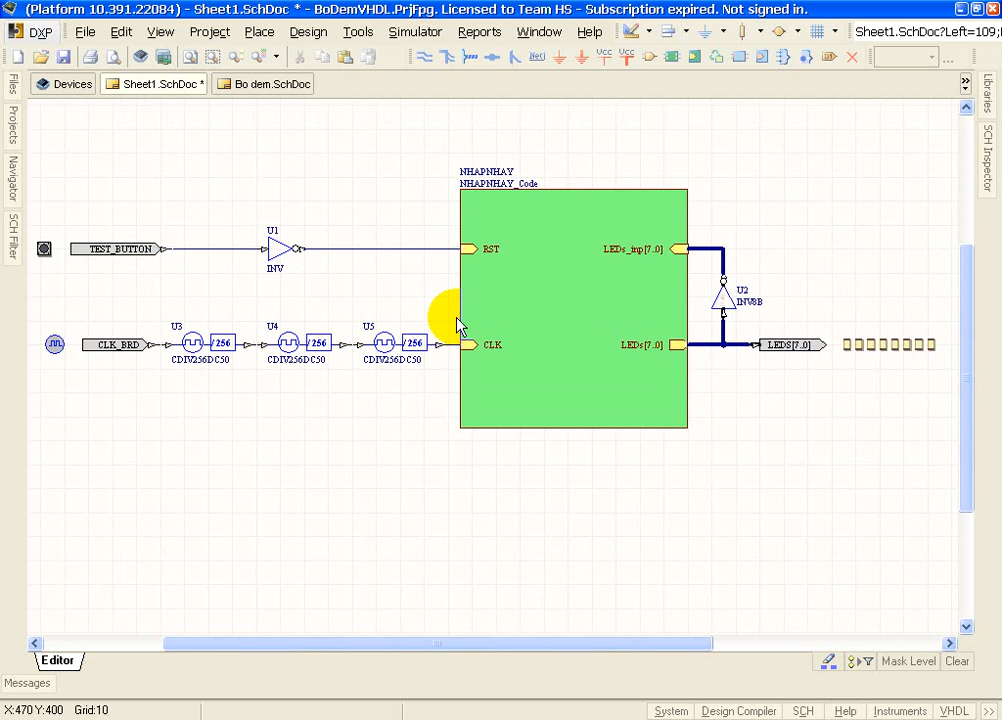 (Platform 10.391.22084) - Sheet1.SchDoc * - BoDemVHDL.PrjFpg. Licensed to Team HS - Subscription expired. Not signed in.
DXP File Edit View Project Place Design Tools Simulator Reports Window Help Sheet1.SchDoc?Left=109;
Net Vcc
...
Devices Sheet1.SchDoc * Bo dem.SchDoc
Files
Projects
Navigator
SCH Filter
Libraries
SCH Inspector
NHAPNHAY
NHAPNHAY_Code
TEST_BUTTON
U1
INV
RST
LEDs_inp[7..0]
U2
INV8B
CLK_BRD
U3
/256
CDIV256DC50
U4
/256
CDIV256DC50
U5
/256
CDIV256DC50
CLK
LEDs[7..0]
LEDS[7..0]
Editor
Mask Level Clear
Messages
X:470 Y:400 Grid:10
System Design Compiler SCH Help Instruments VHDL >>